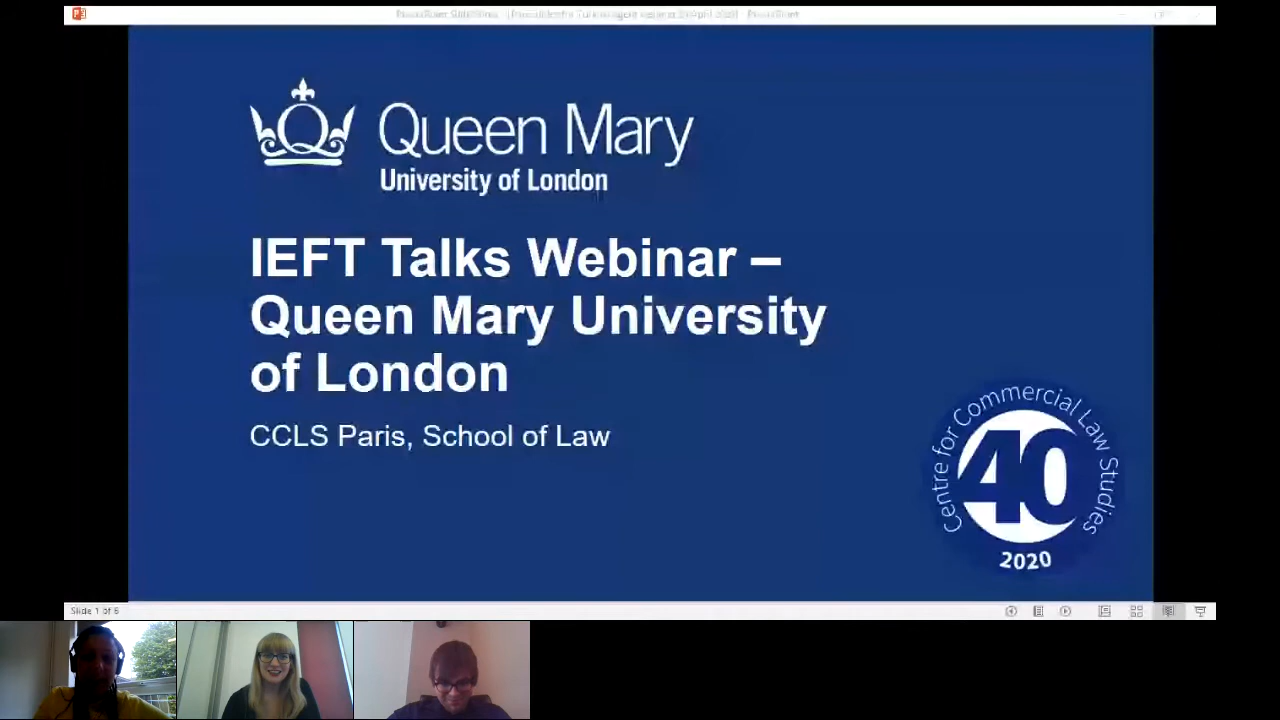 Queen Mary
University of London
IEFT Talks Webinar –
Queen Mary University
of London
CCLS Paris, School of Law
Centre for Commercial Law Studies
40
2020
Slide 1 of 6